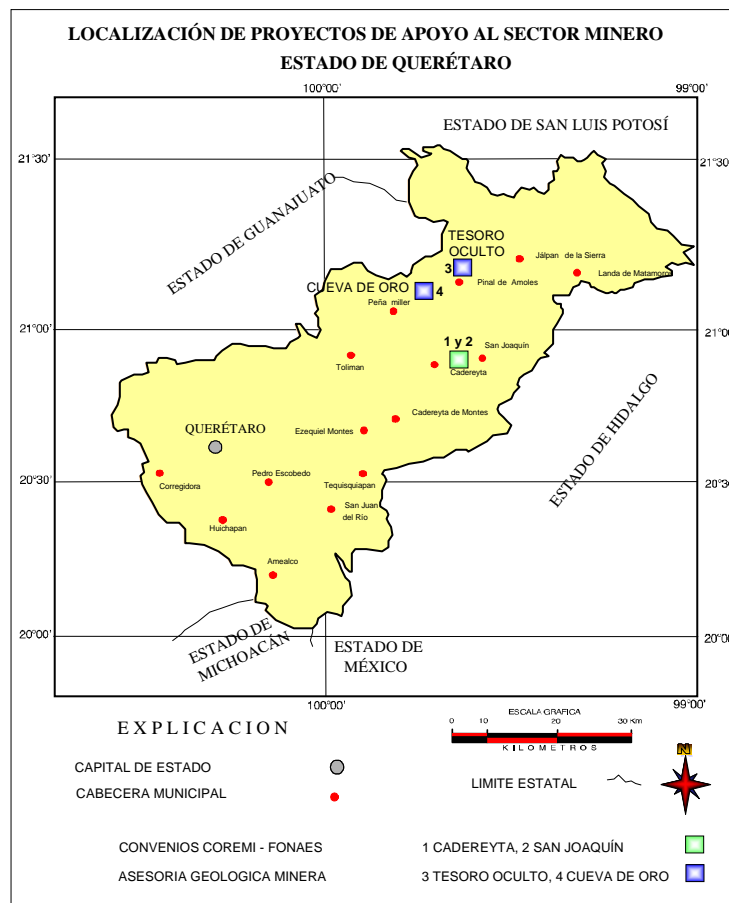 LOCALIZACIÓN DE PROYECTOS DE APOYO AL SECTOR MINERO
ESTADO DE QUERÉTARO
100°00'
99°00'
ESTADO DE SAN LUIS POTOSÍ
21°30'
21°30'
ESTADO DE GUANAJUATO
TESORO
OCULTO
3
Jálpan de la Sierra
Landa de Matamoros
Pinal de Amoles
CUEVA DE ORO
4
Peña miller
21°00'
21°00'
1 y 2
San Joaquín
Toliman
Cadereyta
ESTADO DE HIDALGO
Cadereyta de Montes
QUERÉTARO
Ezequiel Montes
Pedro Escobedo
Tequisquiapan
20°30'
20°30'
Corregidora
San Juan
del Río
Huichapan
Amealco
20°00'
20°00'
ESTADO DE
MICHOACÁN
ESTADO DE
MÉXICO
100°00'
99°00'
EXPLICACION
ESCALA GRAFICA
0 10 20 30 Km
KILOMETROS
N
CAPITAL DE ESTADO
CABECERA MUNICIPAL
LIMITE ESTATAL
CONVENIOS COREMI - FONAES
1 CADEREYTA, 2 SAN JOAQUÍN
ASESORIA GEOLOGICA MINERA
3 TESORO OCULTO, 4 CUEVA DE ORO